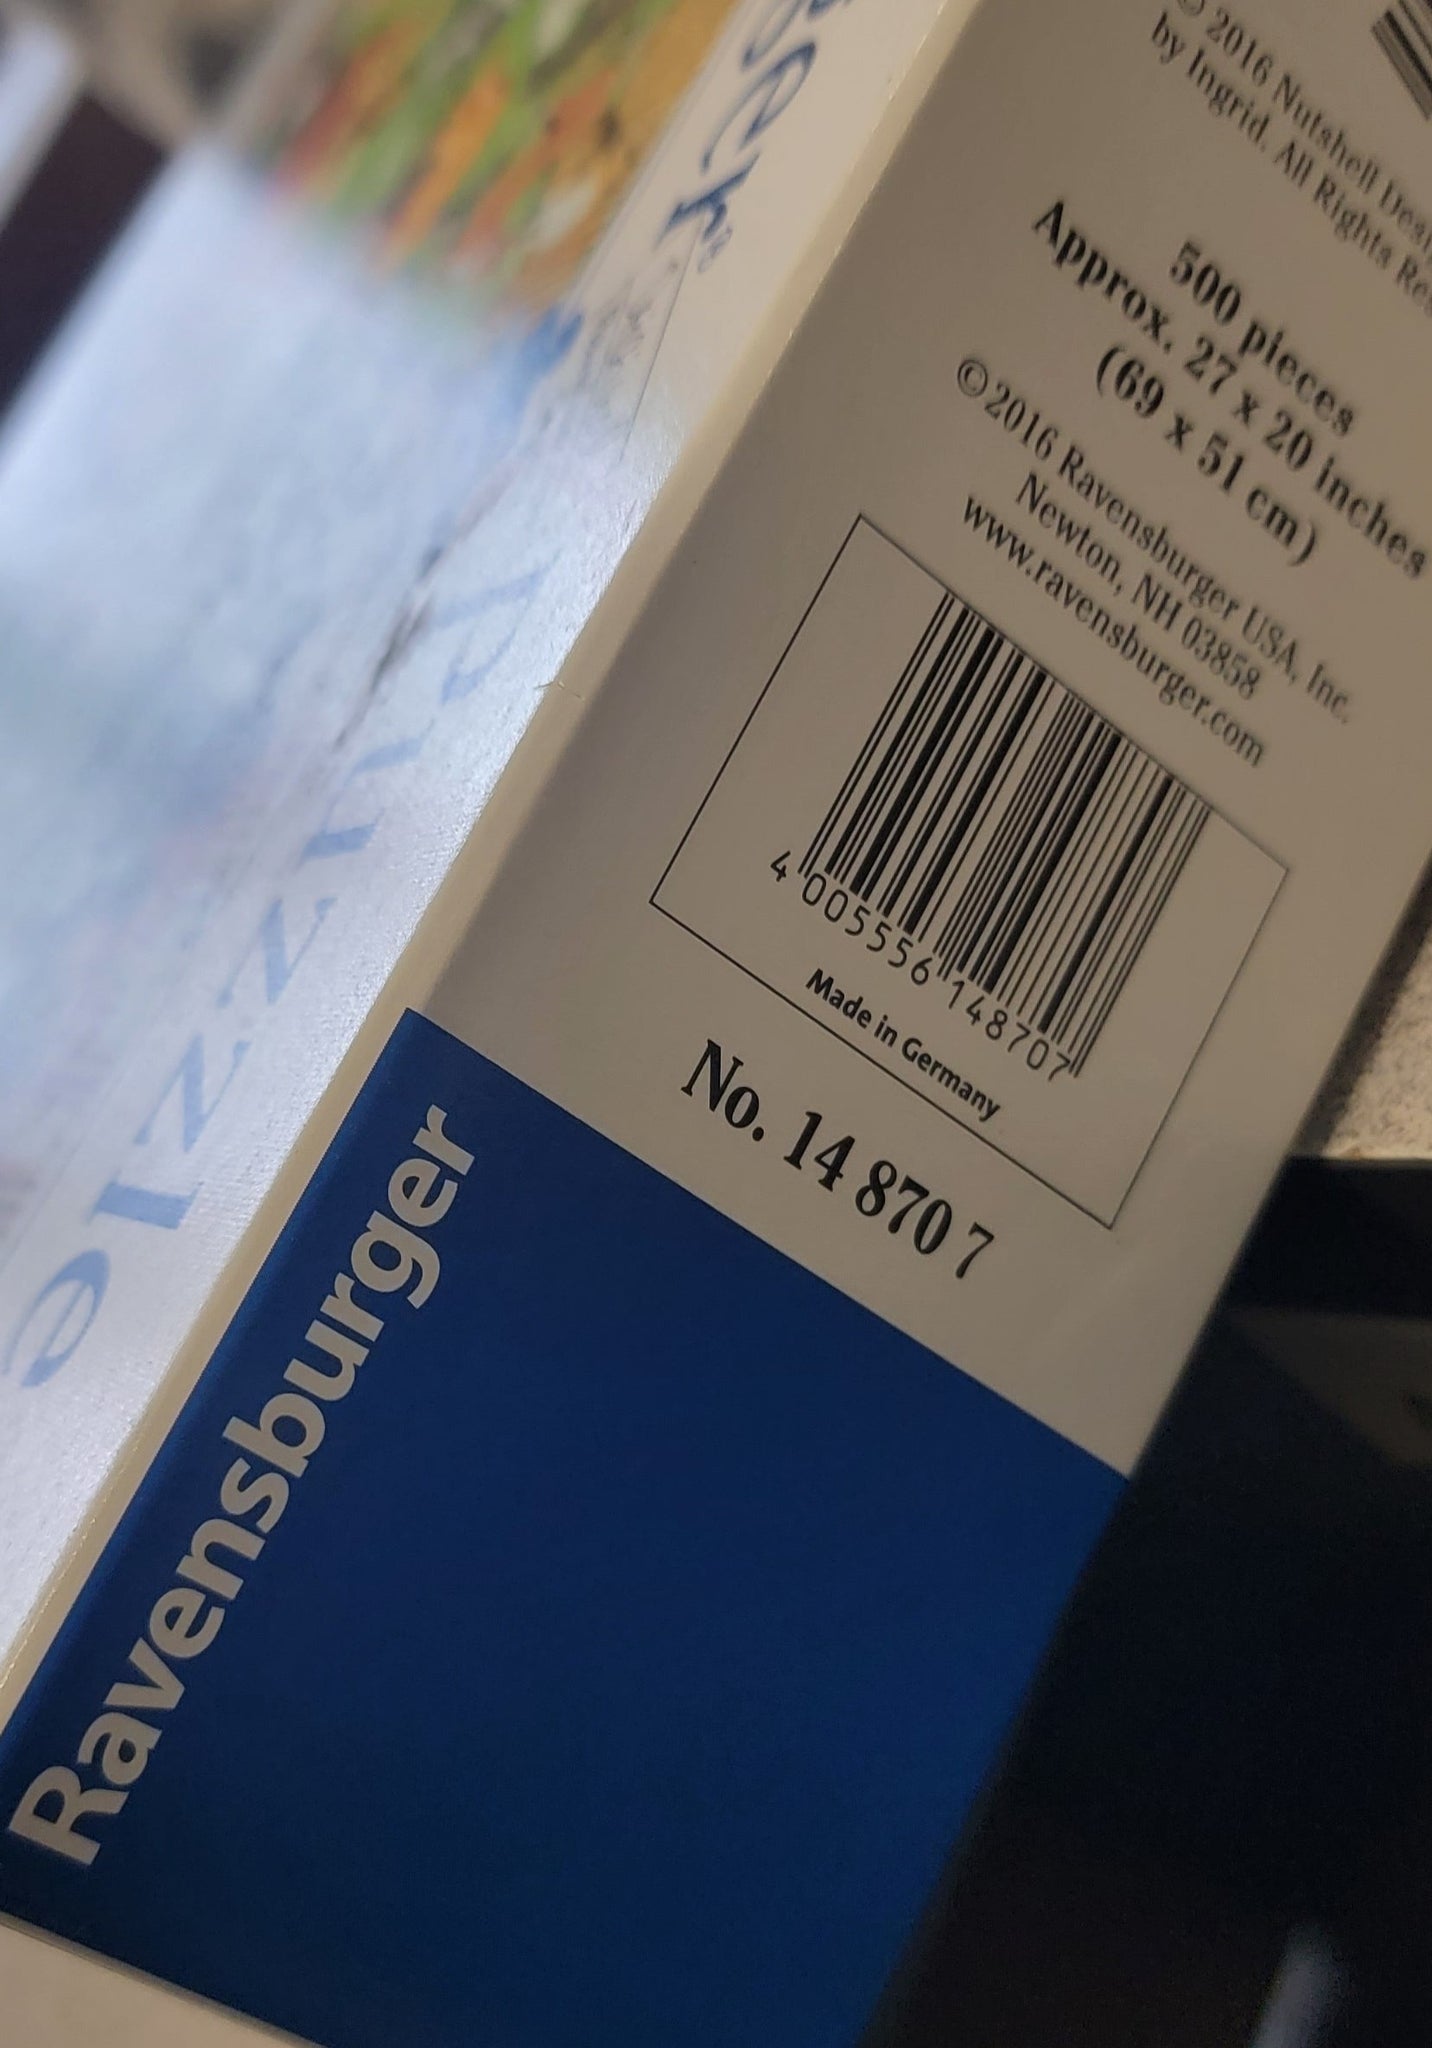 © 2016 Nutshell
by Ingrid. All Rights
500 pieces
Approx. 27 x 20 inches
(69 x 51 cm)
© 2016 Ravensburger USA, Inc.
Newton, NH 03858
www.ravensburger.com
4 005556 148707
Made in Germany
No. 14 870 7
Ravensburger
puzzle